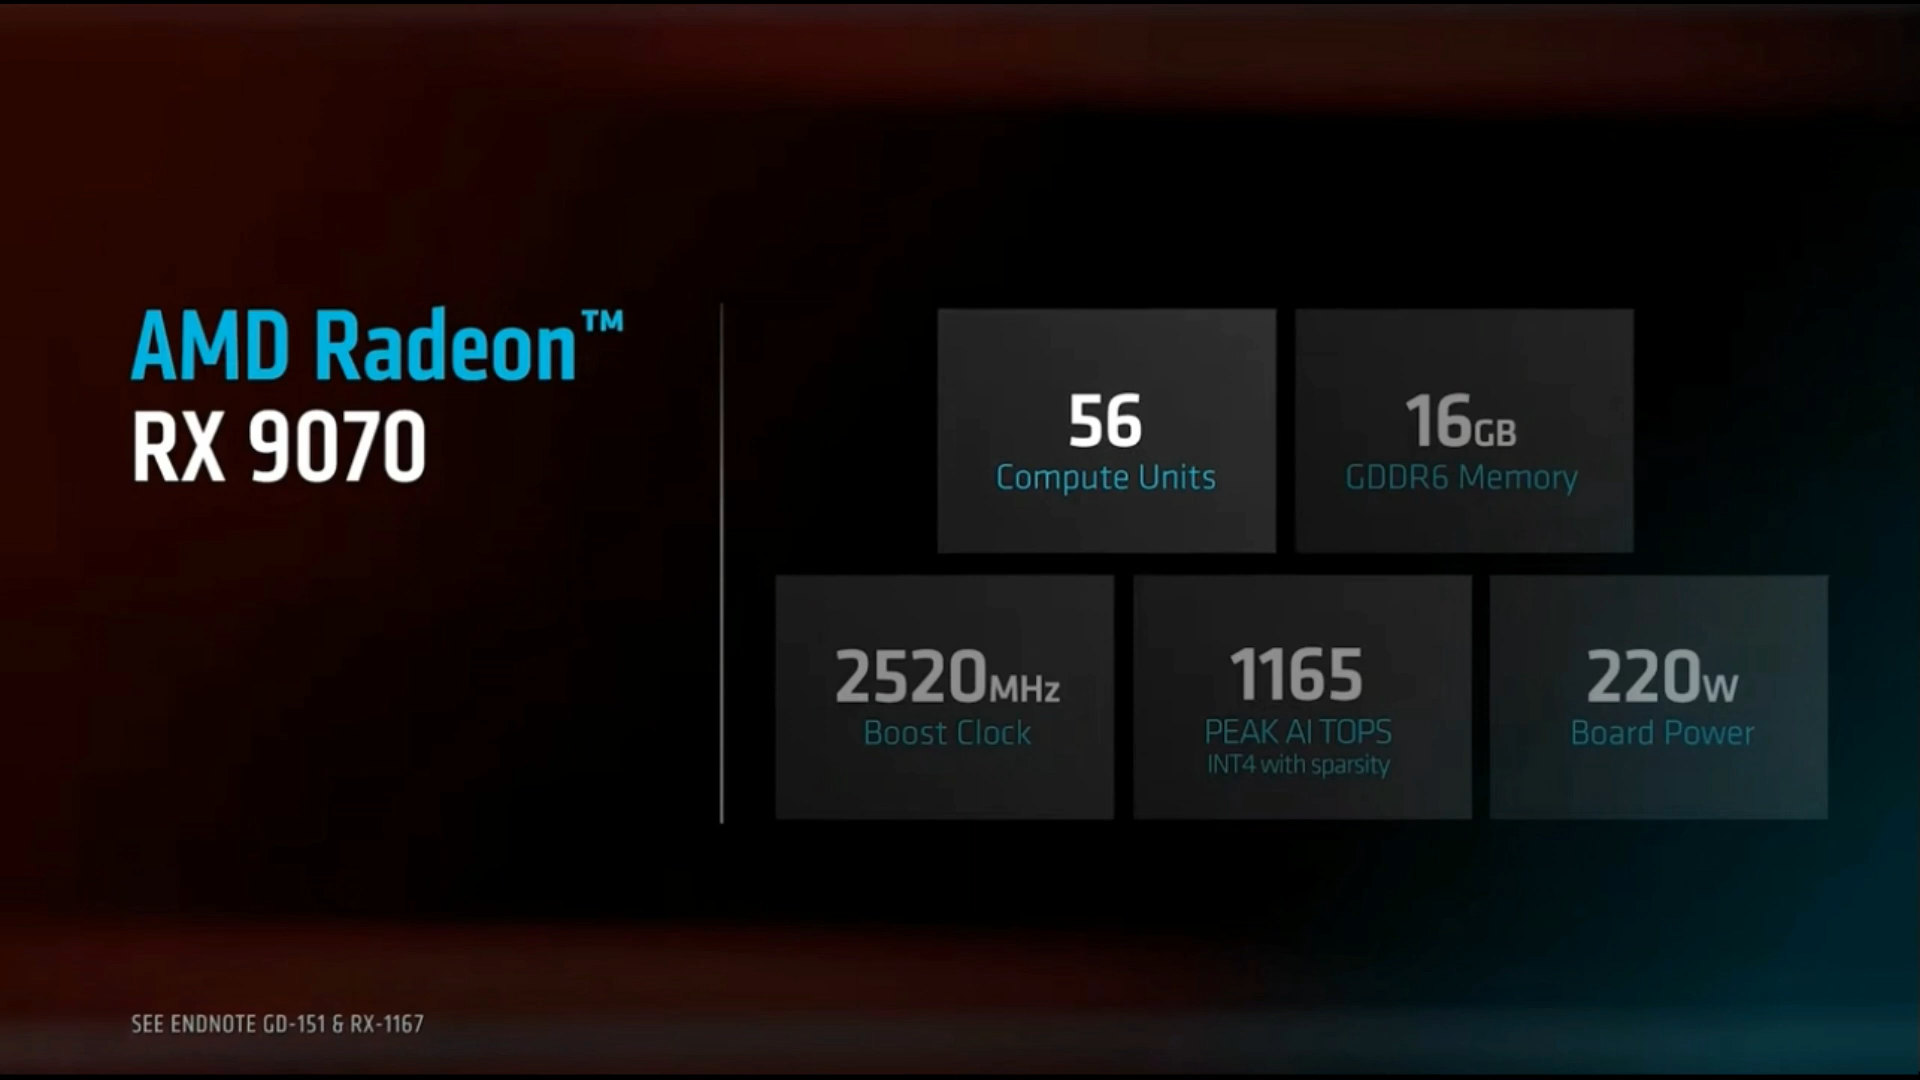 AMD Radeon™
RX 9070
56
Compute Units
16GB
GDDR6 Memory
2520MHz
Boost Clock
1165
PEAK AI TOPS
INT4 with sparsity
220W
Board Power
SEE ENDNOTE GD-151 & RX-1167